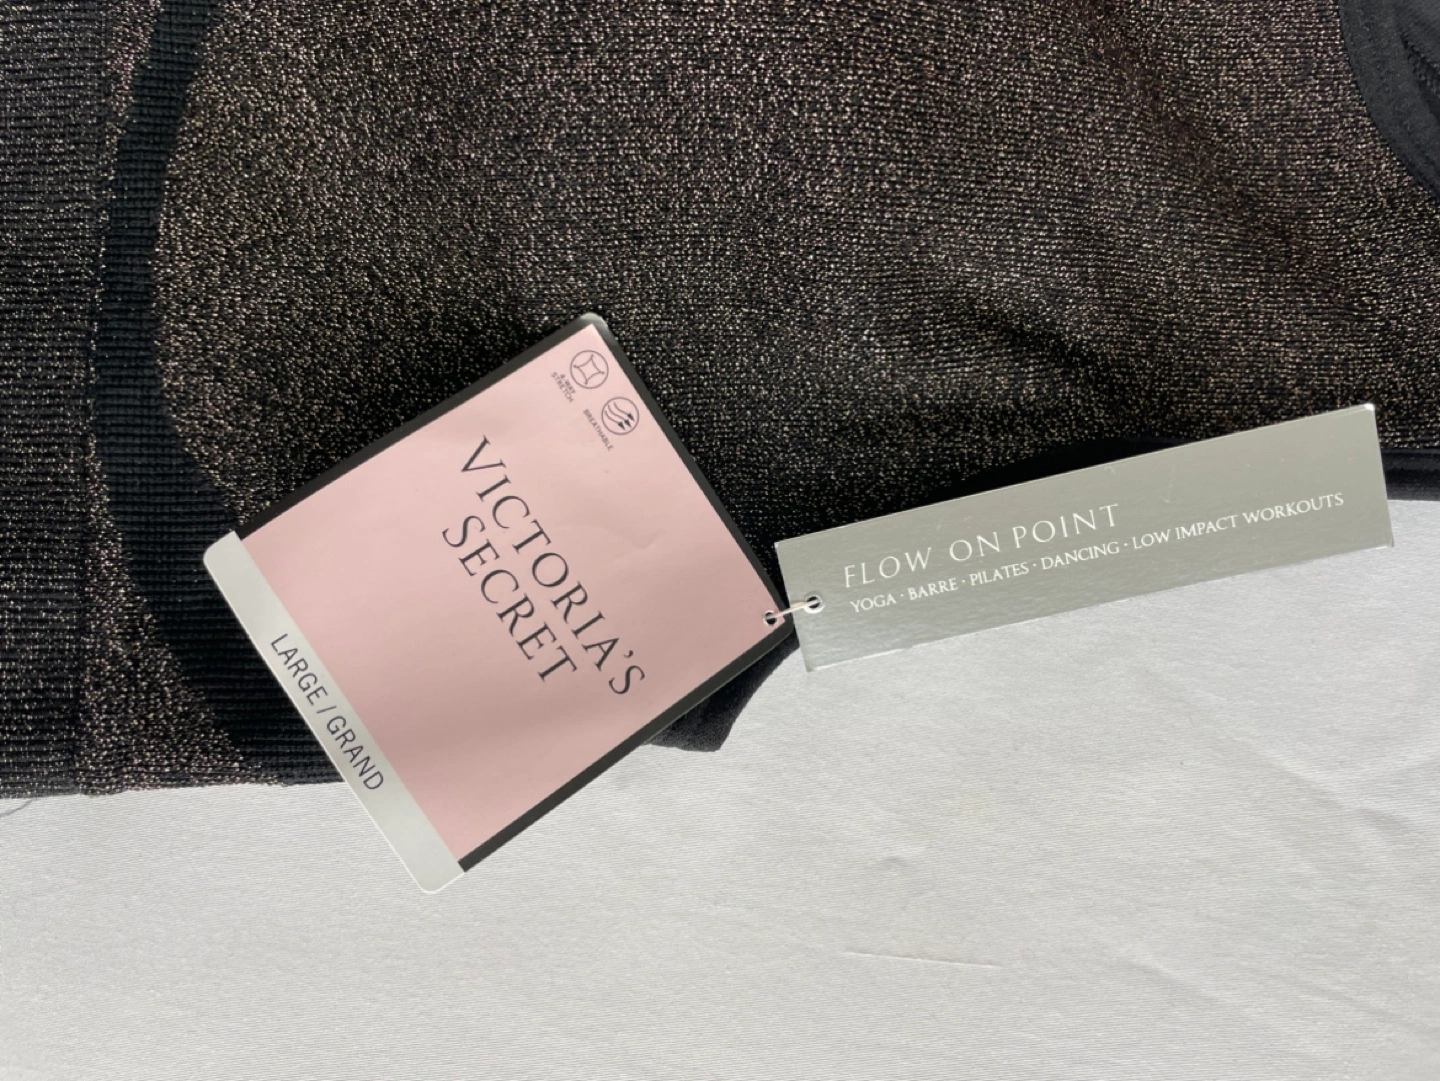 4-WAY
STRETCH
BREATHABLE
VICTORIA'S
SECRET
LARGE / GRAND
FLOW ON POINT
YOGA · BARRE · PILATES · DANCING · LOW IMPACT WORKOUTS